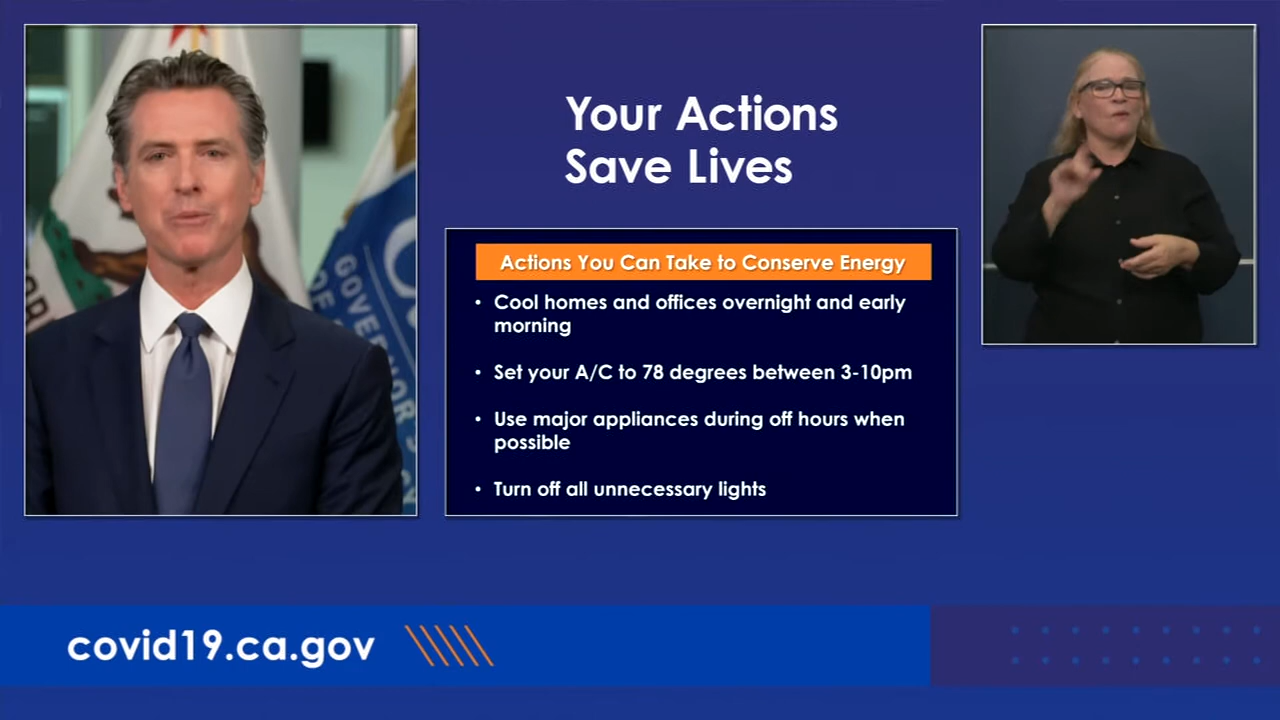 Your Actions
Save Lives
Actions You Can Take to Conserve Energy
• Cool homes and offices overnight and early
morning
• Set your A/C to 78 degrees between 3-10pm
• Use major appliances during off hours when
possible
• Turn off all unnecessary lights
covid19.ca.gov